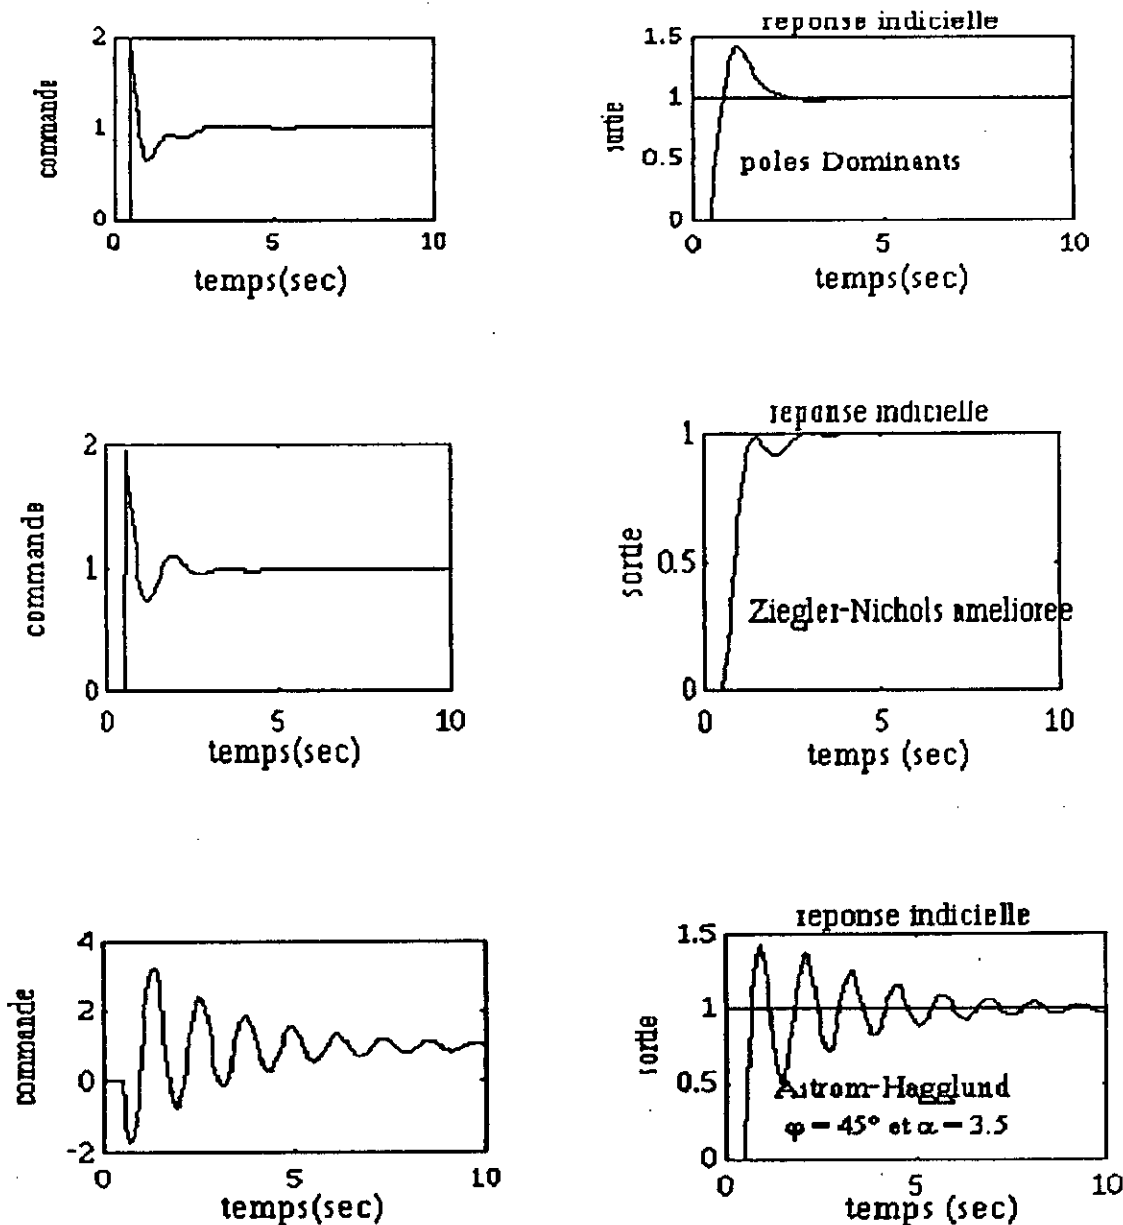 reponse indicielle
2
1
0
commande
0
5
10
temps(sec)
1.5
1
0.5
0
sortie
poles Dominants
0
5
10
temps(sec)
reponse indicielle
2
1
0
commande
0
5
10
temps(sec)
1
0.5
0
sortie
Ziegler-Nichols amelioree
0
5
10
temps (sec)
reponse indicielle
4
2
0
-2
commande
0
5
10
temps(sec)
1.5
1
0.5
0
sortie
Astrom-Hagglund
φ = 45° et α = 3.5
0
5
10
temps (sec)